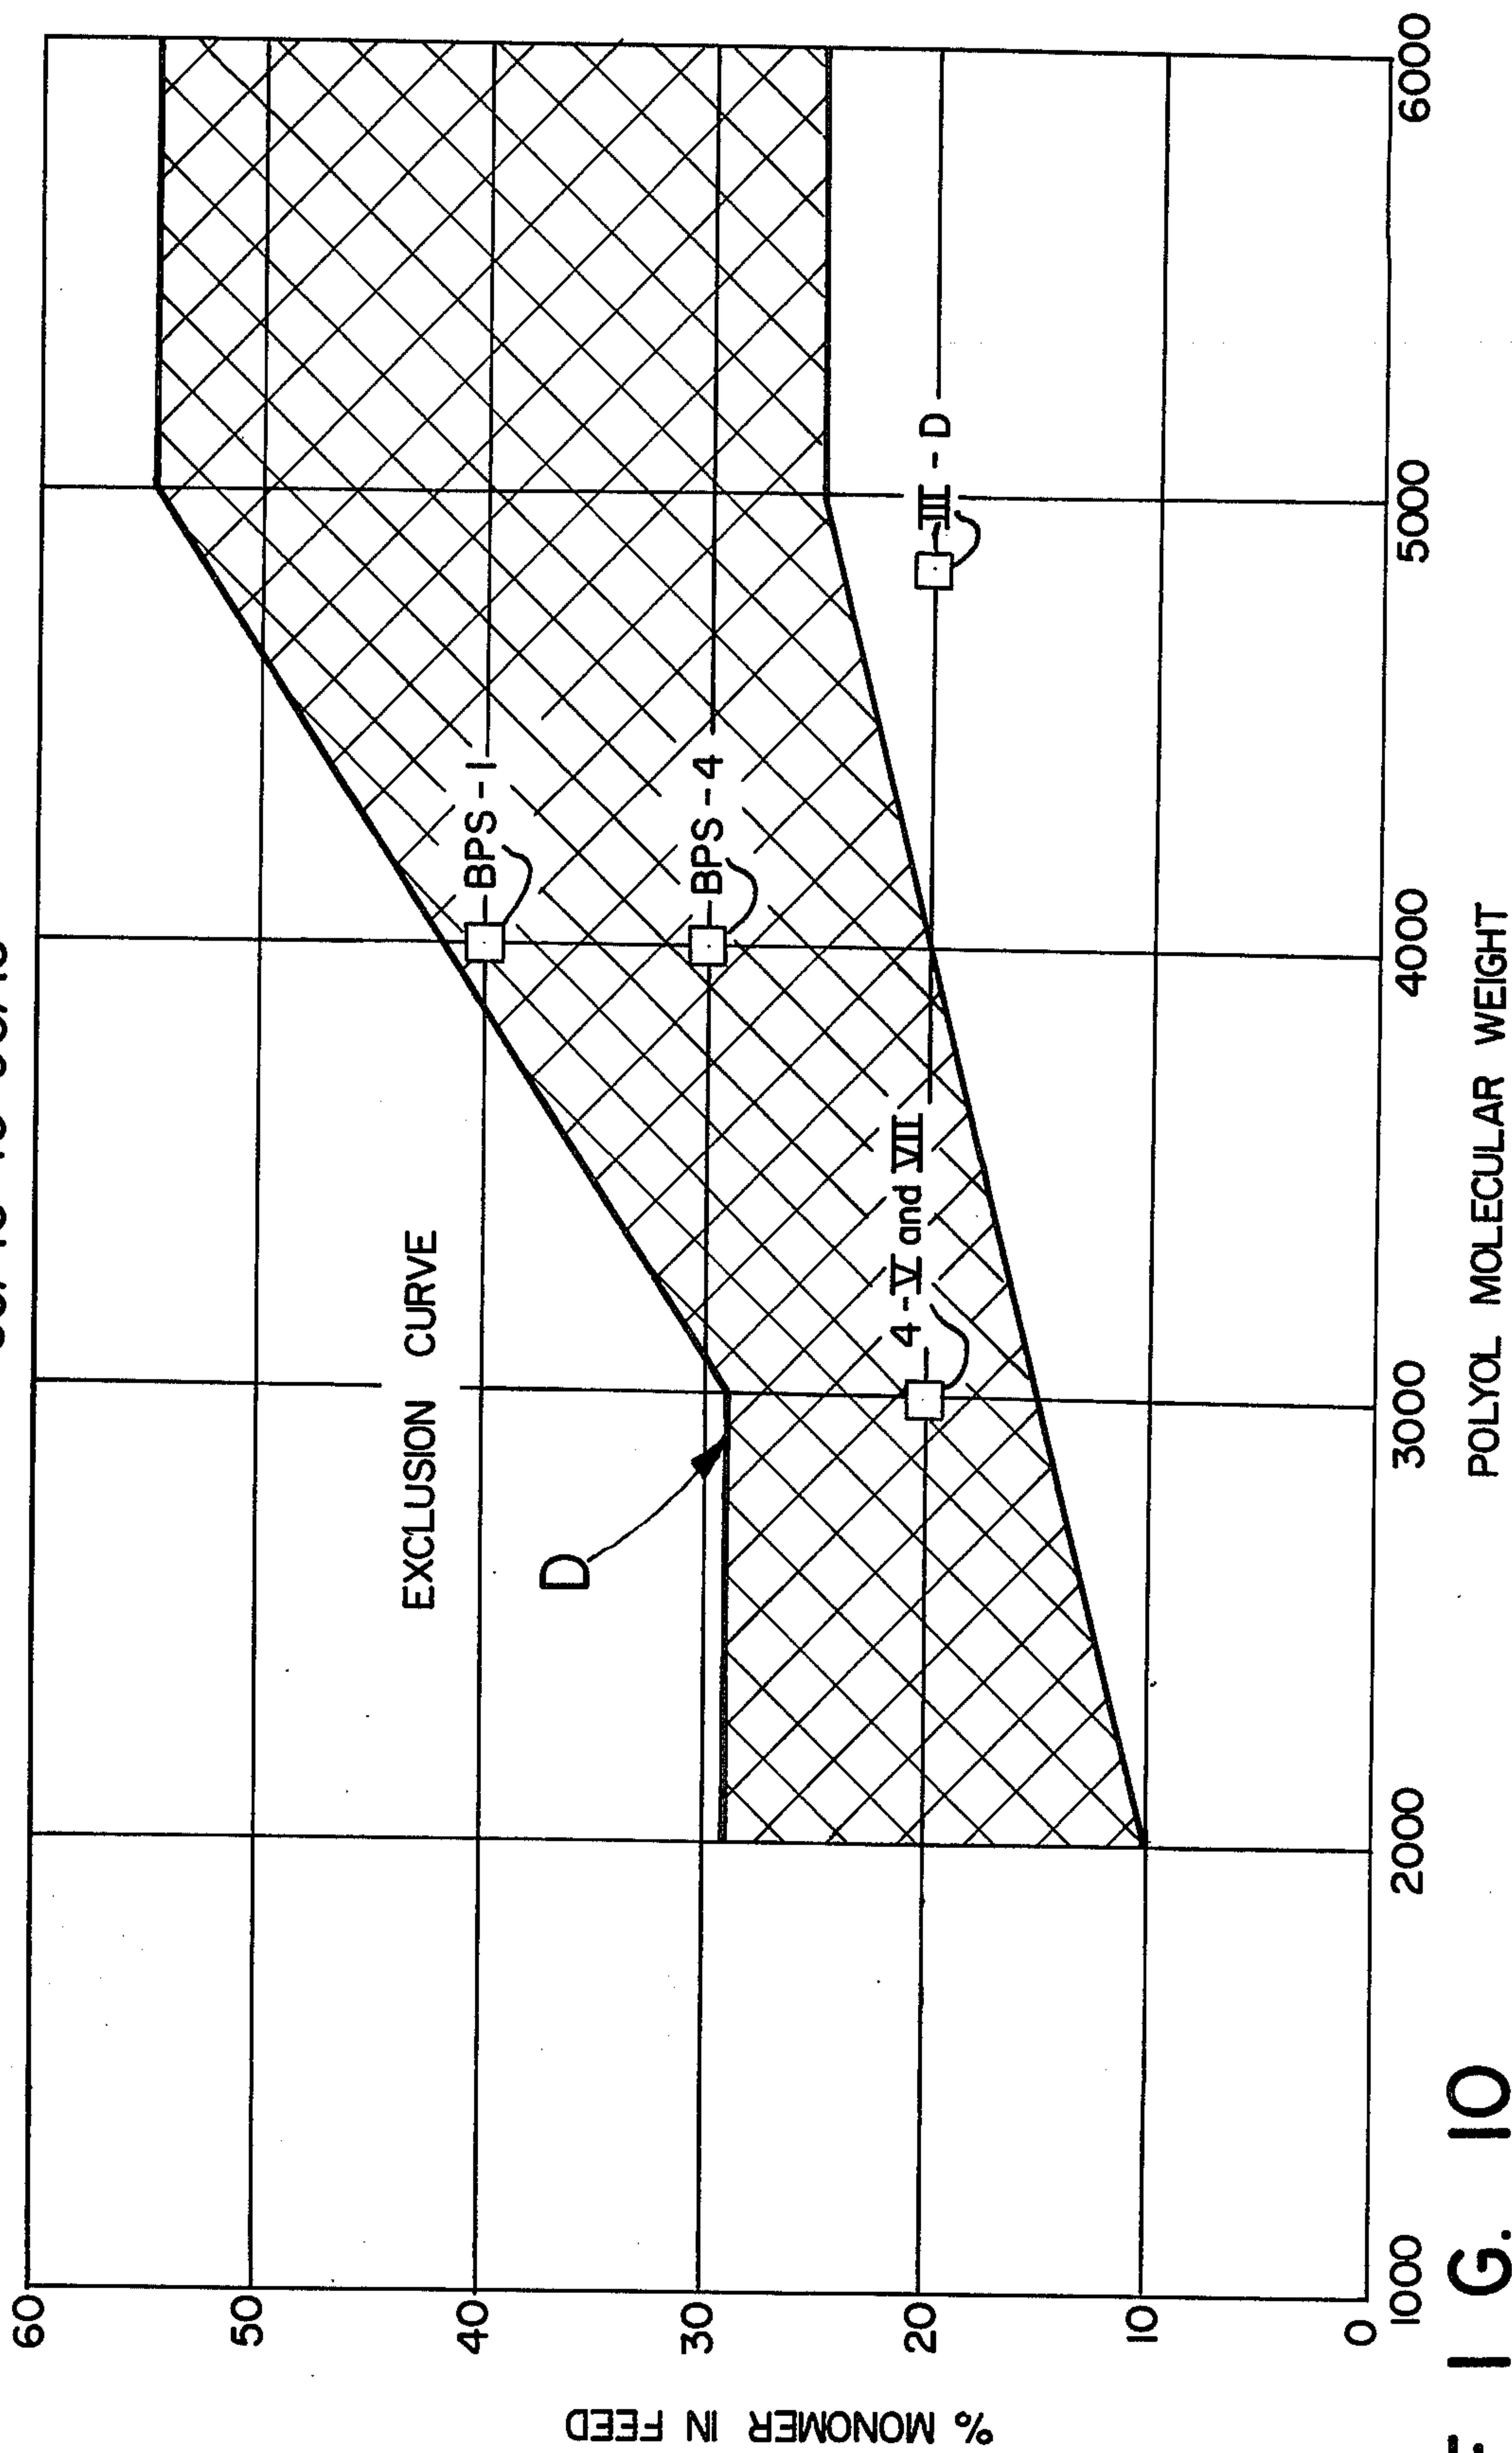 EXCLUSION CURVE
D
BPS-1
BPS-4
4-V and VII
III-D
60
50
40
30
20
10
0
% MONOMER IN FEED
1000
2000
3000
4000
5000
6000
POLYOL MOLECULAR WEIGHT
I G. 10